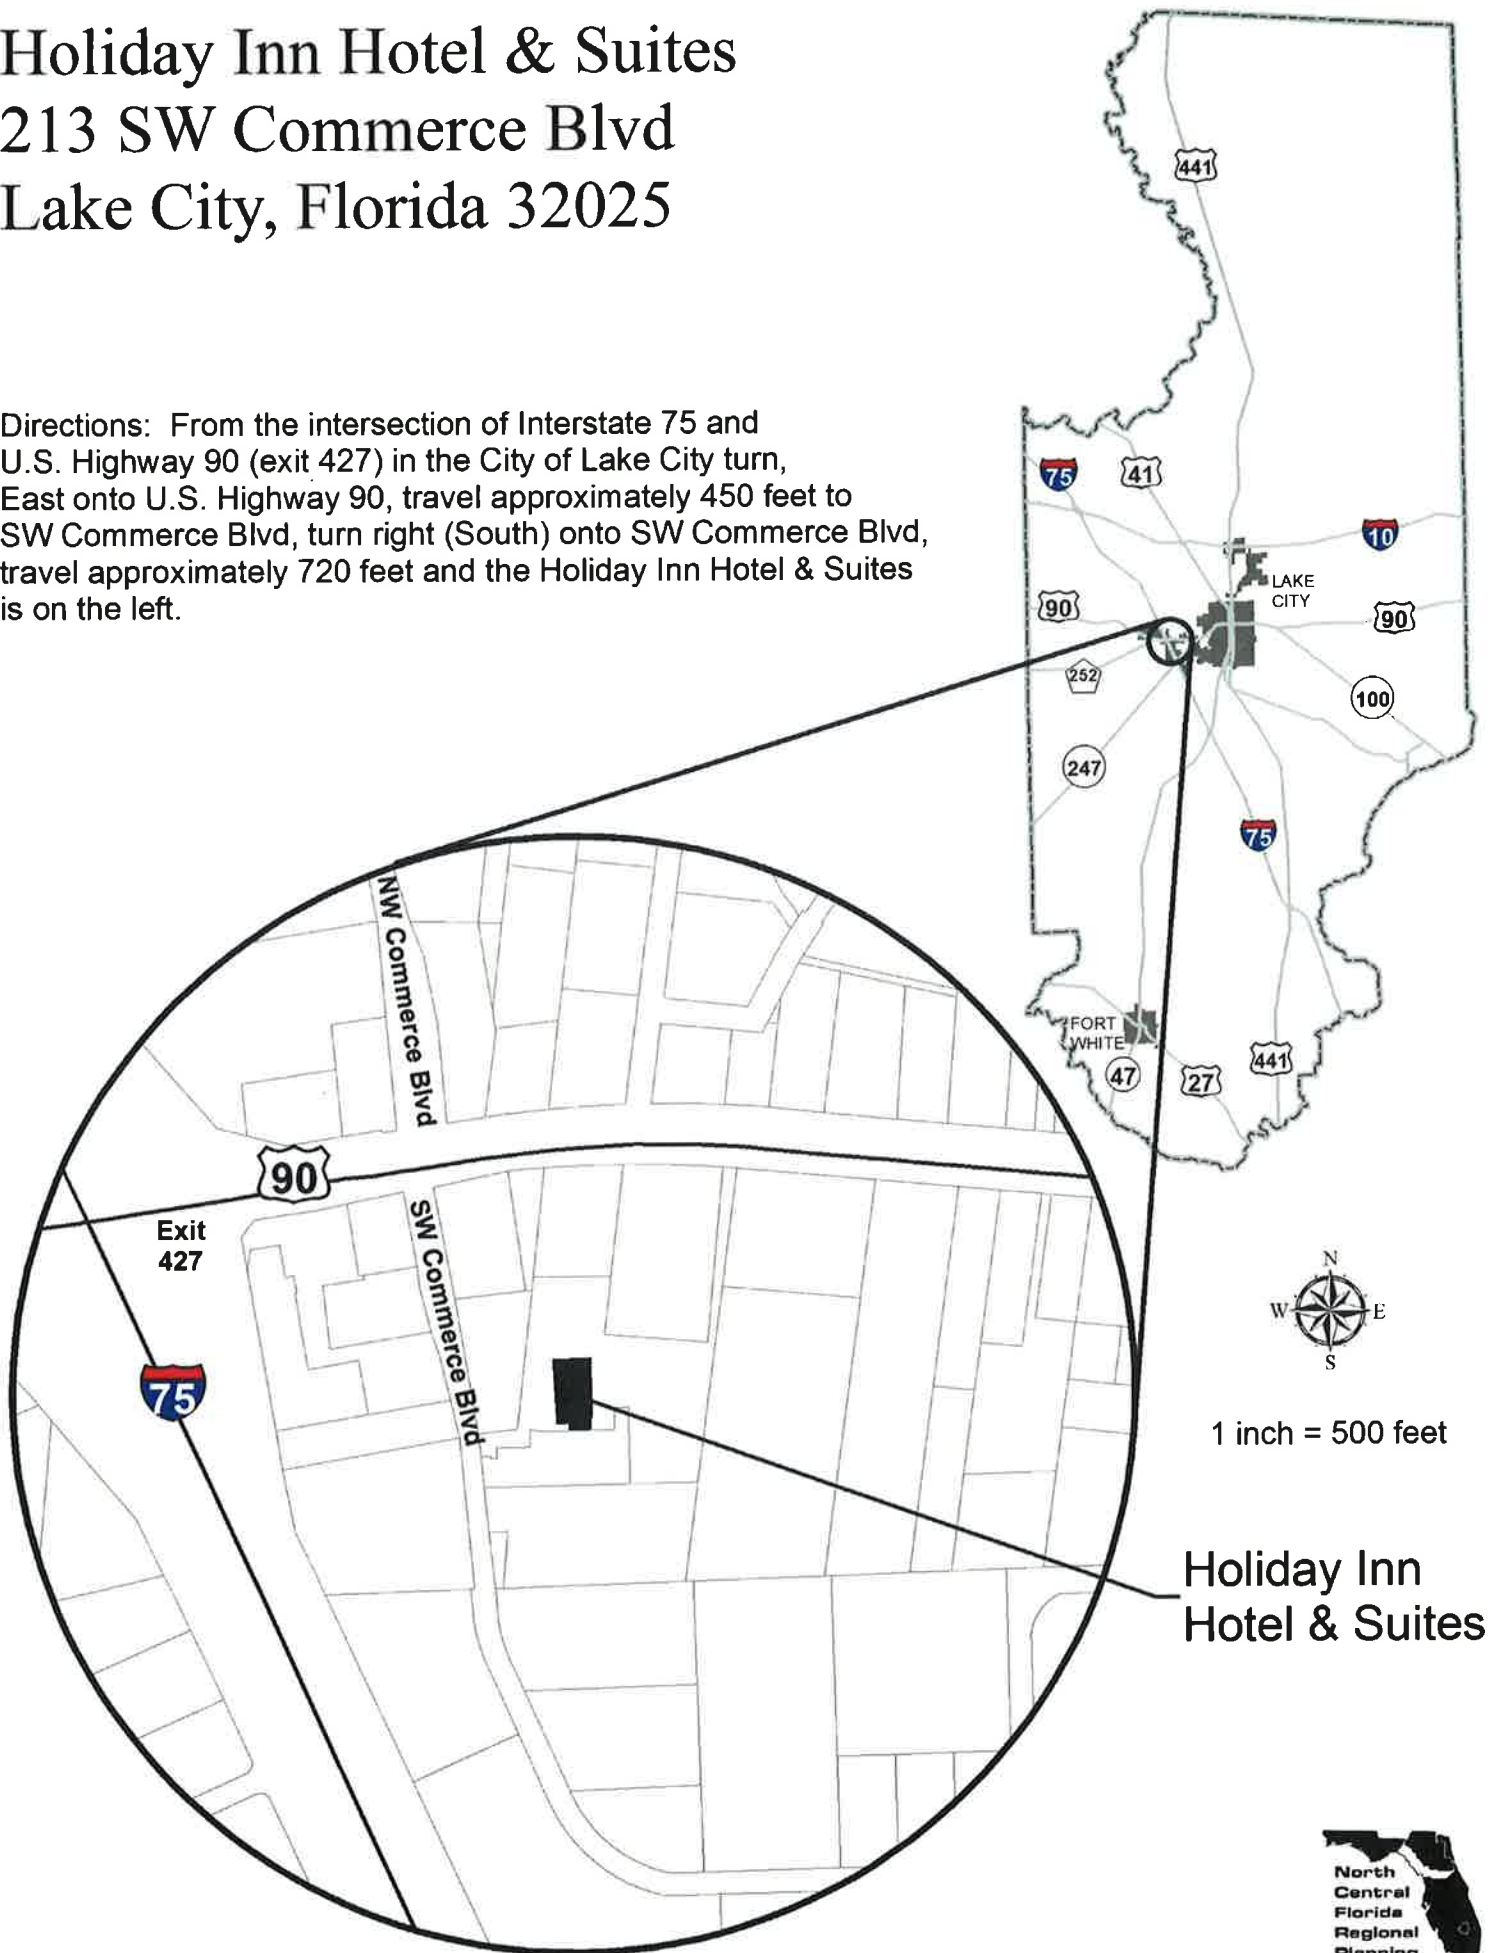 Holiday Inn Hotel & Suites
213 SW Commerce Blvd
Lake City, Florida 32025
Directions:  From the intersection of Interstate 75 and
U.S. Highway 90 (exit 427) in the City of Lake City turn,
East onto U.S. Highway 90, travel approximately 450 feet to
SW Commerce Blvd, turn right (South) onto SW Commerce Blvd,
travel approximately 720 feet and the Holiday Inn Hotel & Suites
is on the left.
441
75
41
10
LAKE
CITY
90
90
252
100
247
75
FORT
WHITE
47
27
441
NW Commerce Blvd
90
Exit
427
SW Commerce Blvd
75
N
W
E
S
1 inch = 500 feet
Holiday Inn
Hotel & Suites
North
Central
Florida
Regional
Planning